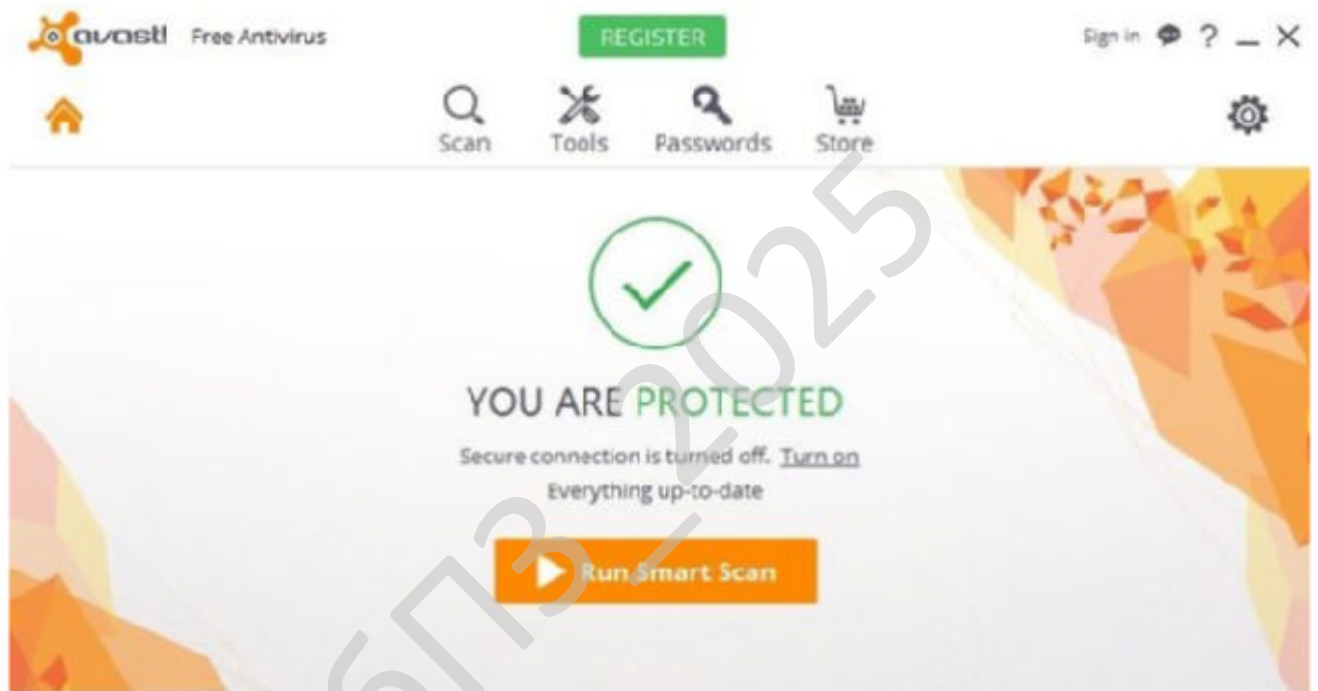 avast! Free Antivirus REGISTER Sign in ?
Scan Tools Passwords Store
YOU ARE PROTECTED
Secure connection is turned off. Turn on
Everything up-to-date
Run Smart Scan
БПЗ_2025